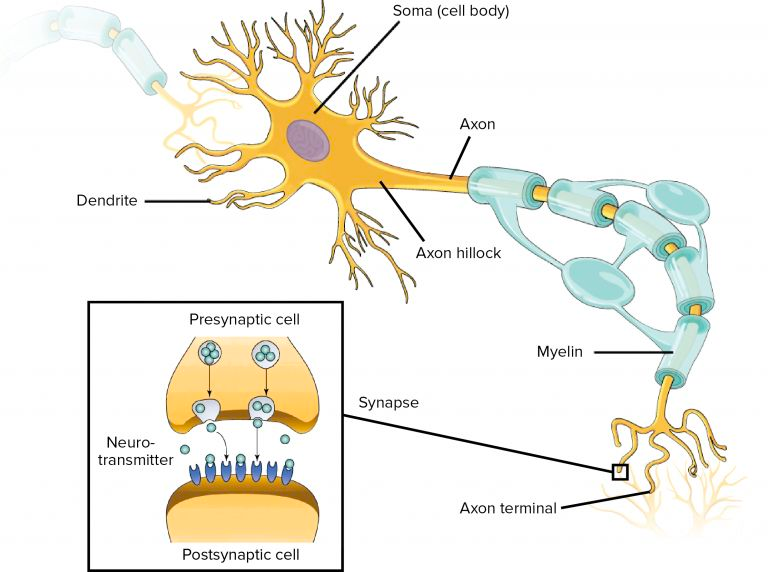 Soma (cell body)
Axon
Dendrite
Axon hillock
Presynaptic cell
Myelin
Synapse
Neuro-
transmitter
Axon terminal
Postsynaptic cell